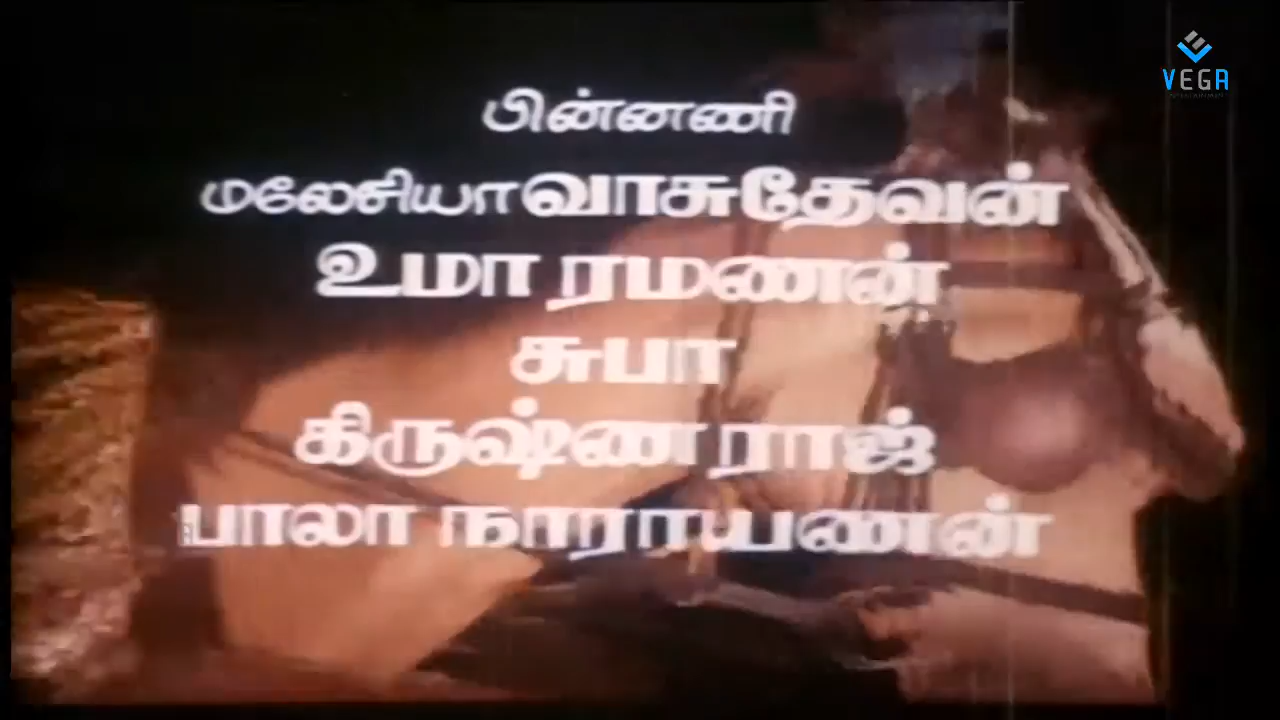 VEGA
பின்னணி
மலேசியா வாசுதேவன்
உமா ரமணன்
சுபா
கிருஷ்ணராஜ்
பாலா நாராயணன்